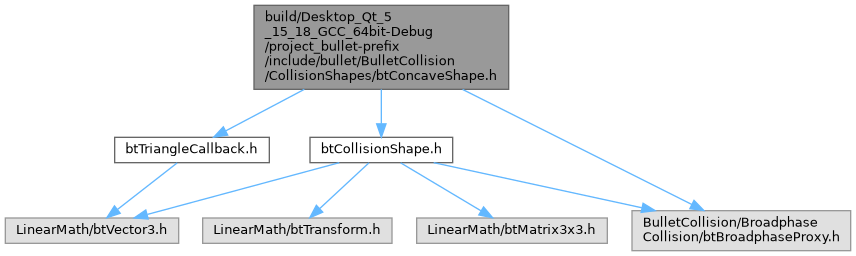 build/Desktop_Qt_5
_15_18_GCC_64bit-Debug
/project_bullet-prefix
/include/bullet/BulletCollision
/CollisionShapes/btConcaveShape.h
btTriangleCallback.h
btCollisionShape.h
LinearMath/btVector3.h
LinearMath/btTransform.h
LinearMath/btMatrix3x3.h
BulletCollision/Broadphase
Collision/btBroadphaseProxy.h